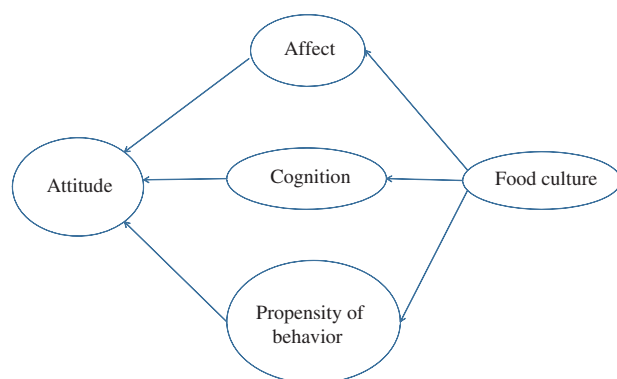 Affect
Attitude
Cognition
Food culture
Propensity of
behavior